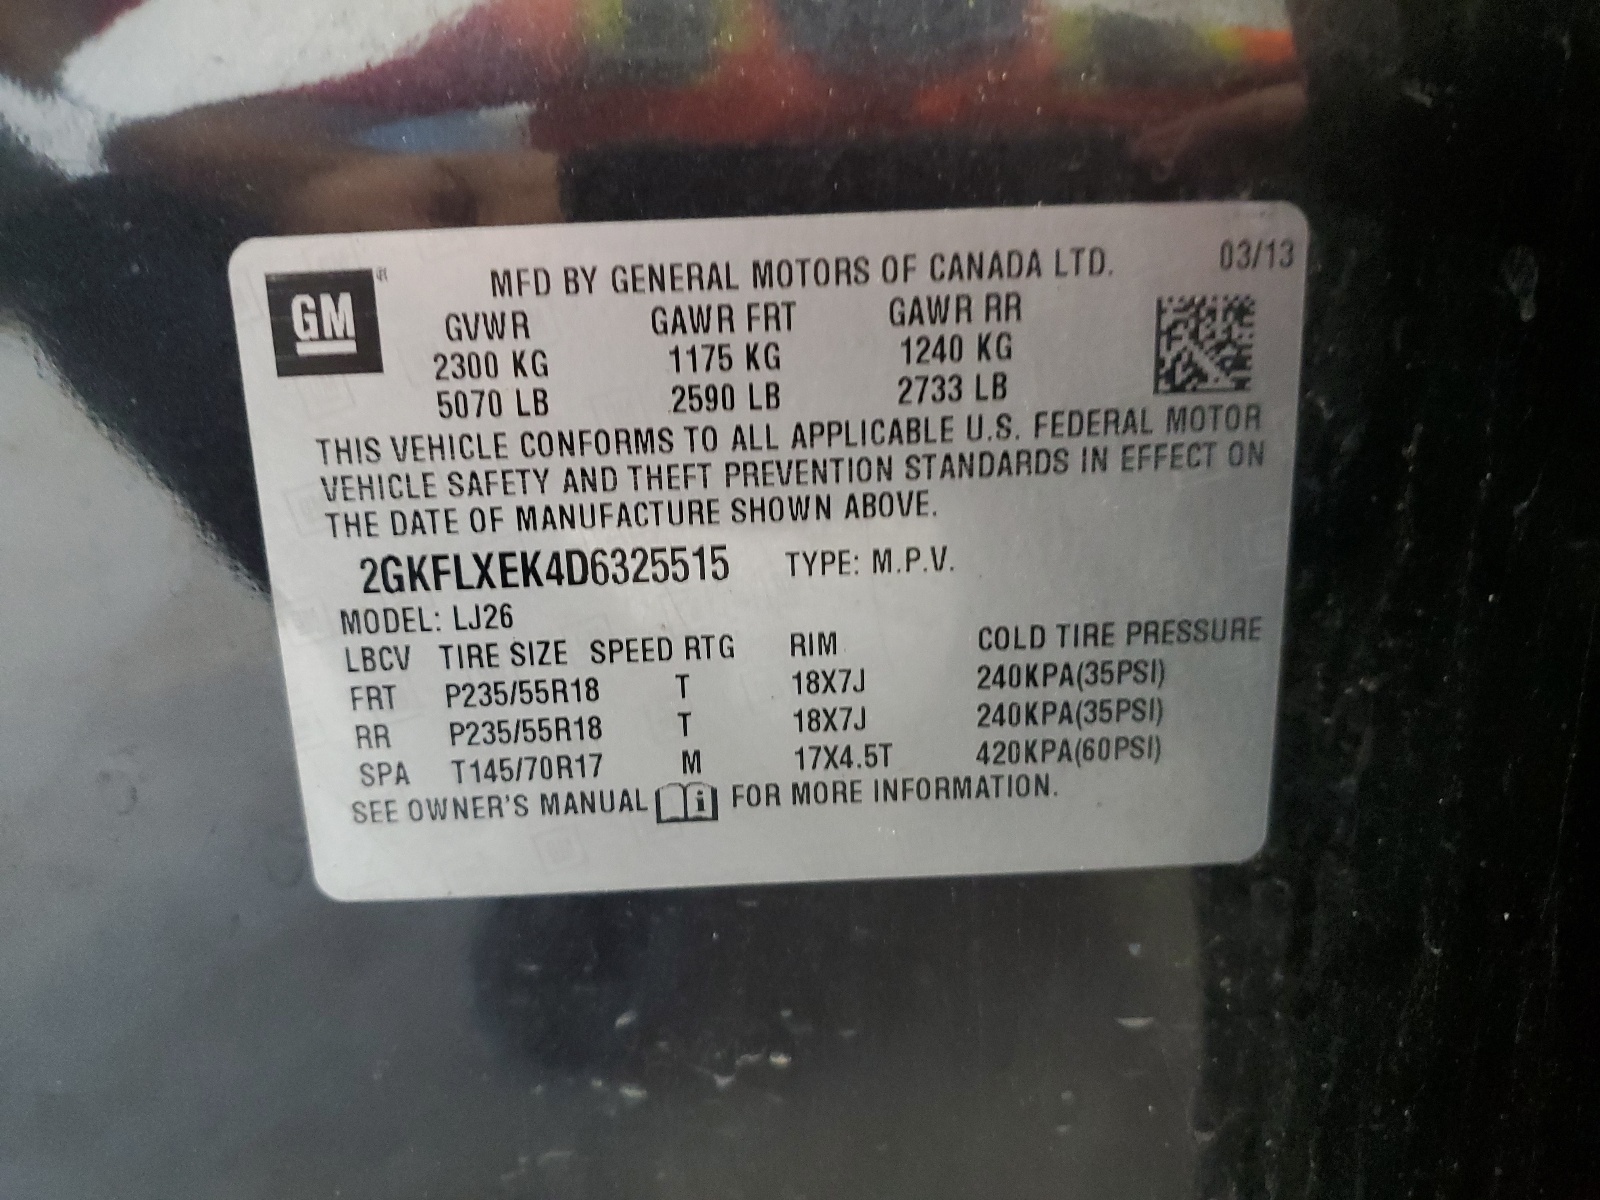 GM ® MFD BY GENERAL MOTORS OF CANADA LTD. 03/13
GVWR GAWR FRT GAWR RR
2300 KG 1175 KG 1240 KG
5070 LB 2590 LB 2733 LB
THIS VEHICLE CONFORMS TO ALL APPLICABLE U.S. FEDERAL MOTOR
VEHICLE SAFETY AND THEFT PREVENTION STANDARDS IN EFFECT ON
THE DATE OF MANUFACTURE SHOWN ABOVE.
2GKFLXEK4D6325515 TYPE: M.P.V.
MODEL: LJ26
LBCV TIRE SIZE SPEED RTG RIM COLD TIRE PRESSURE
FRT P235/55R18 T 18X7J 240KPA(35PSI)
RR P235/55R18 T 18X7J 240KPA(35PSI)
SPA T145/70R17 M 17X4.5T 420KPA(60PSI)
SEE OWNER'S MANUAL i FOR MORE INFORMATION.